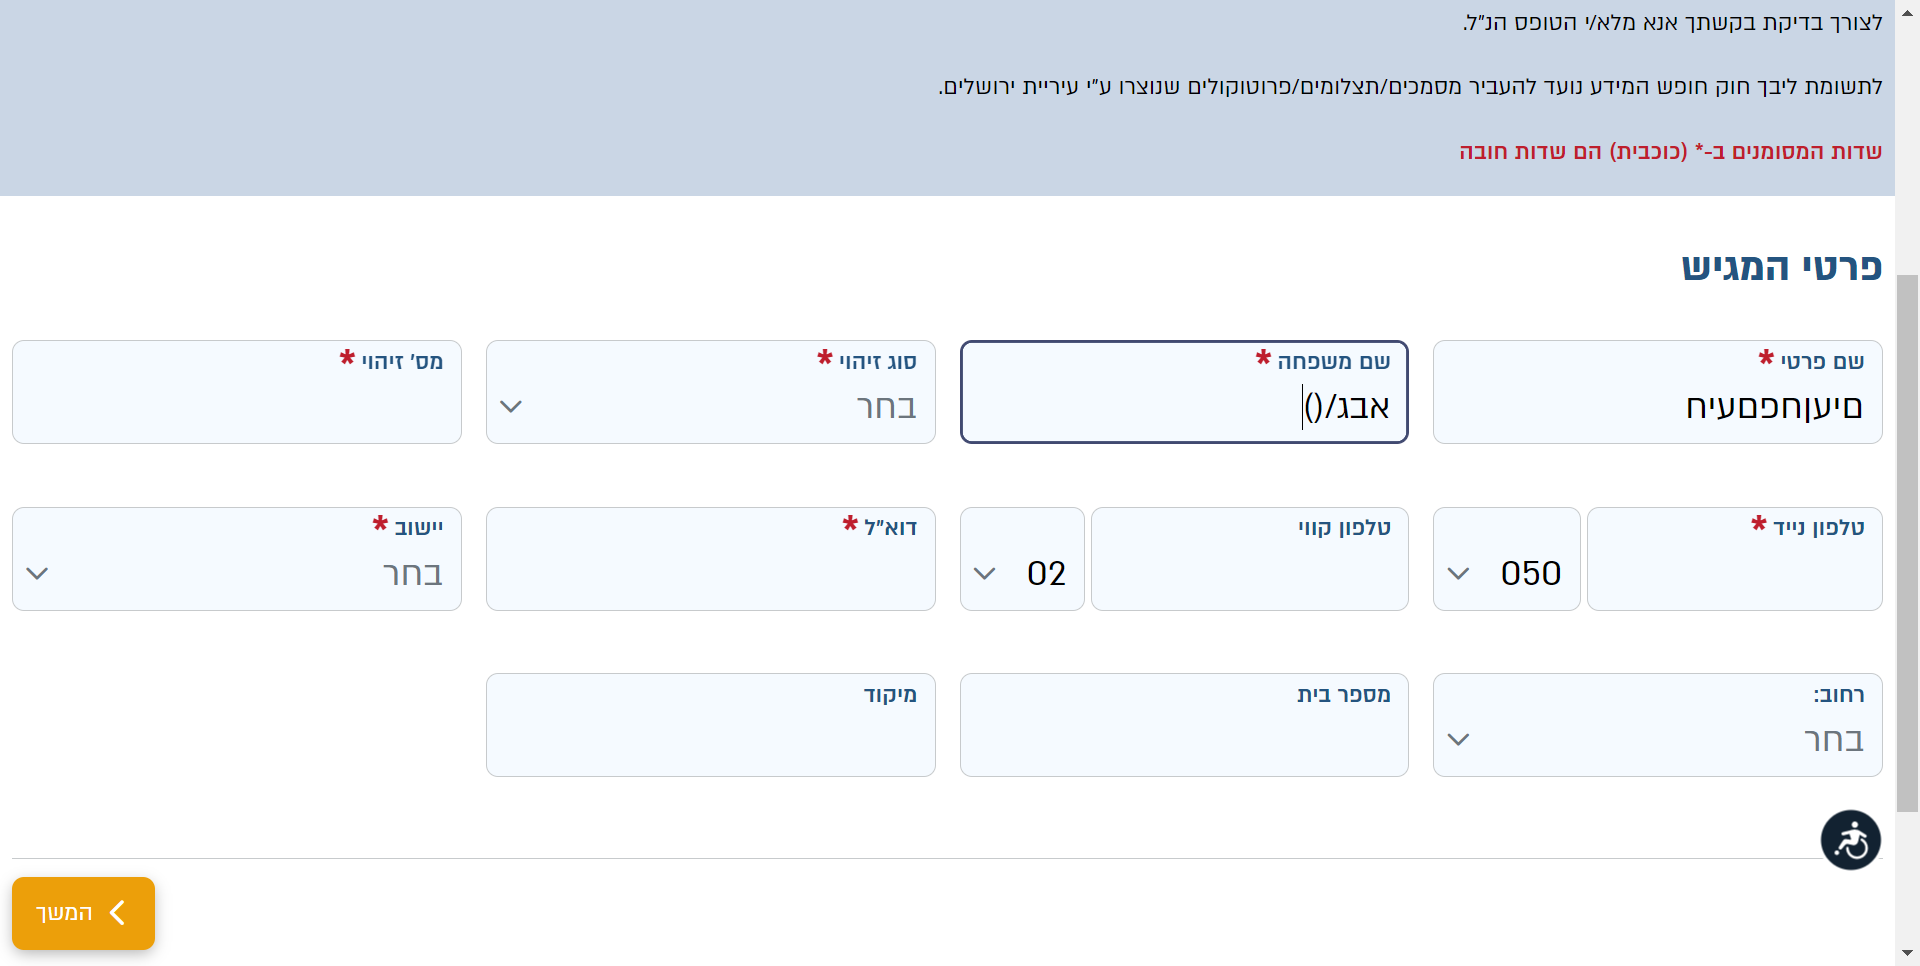 לצורך בדיקת בקשתך אנא מלא/י הטופס הנ"ל.
לתשומת ליבך חוק חופש המידע נועד להעביר מסמכים/תצלומים/פרוטוקולים שנוצרו ע"י עיריית ירושלים.
שדות המסומנים ב-* (כוכבית) הם שדות חובה
פרטי המגיש
שם פרטי *
םיעןחפםעיח
שם משפחה *
אבג/()
סוג זיהוי *
בחר
מס' זיהוי *
טלפון נייד *
050
טלפון קווי
02
דוא"ל *
יישוב *
בחר
רחוב:
בחר
מספר בית
מיקוד
המשך